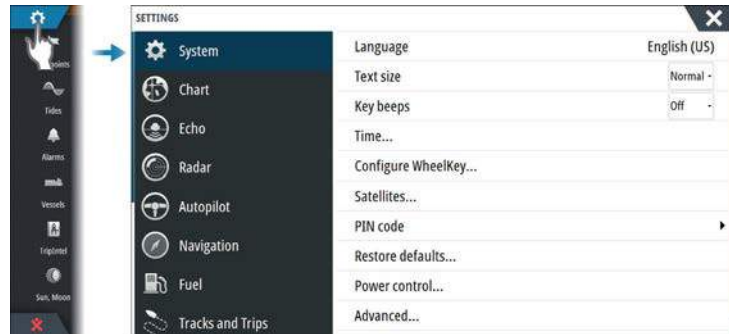 SETTINGS
points
Tides
Alarms
Vessels
TripIntel
Sun, Moon
System
Chart
Echo
Radar
Autopilot
Navigation
Fuel
Tracks and Trips
Language English (US)
Text size Normal
Key beeps Off
Time...
Configure WheelKey...
Satellites...
PIN code
Restore defaults...
Power control...
Advanced...